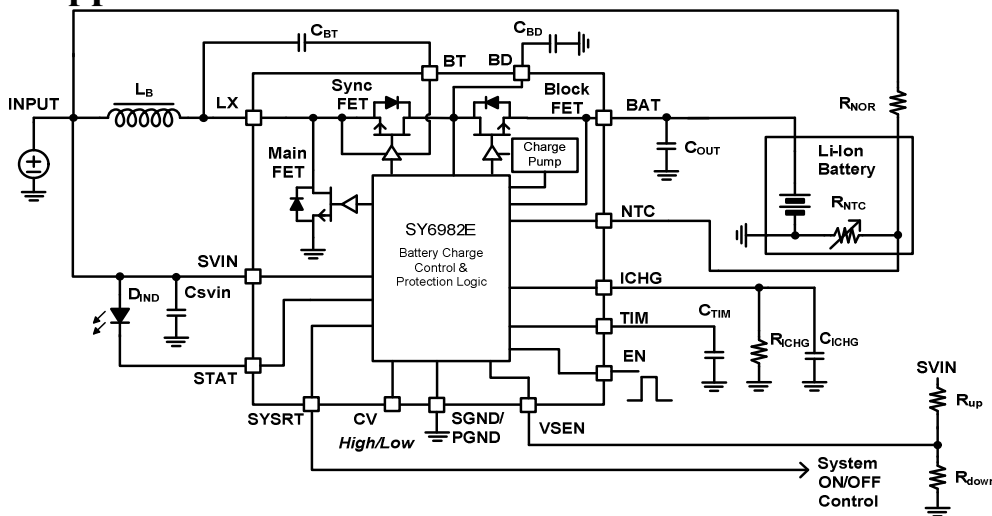 C_BT
C_BD
BT
BD
Sync
FET
Block
FET
INPUT
L_B
LX
BAT
R_NOR
Main
FET
Charge
Pump
C_OUT
Li-Ion
Battery
R_NTC
SY6982E
Battery Charge
Control &
Protection Logic
NTC
SVIN
D_IND
Csvin
ICHG
C_TIM
TIM
R_ICHG
C_ICHG
STAT
EN
SVIN
R_up
SYSRT
CV
High/Low
SGND/
PGND
VSEN
System
ON/OFF
Control
R_down